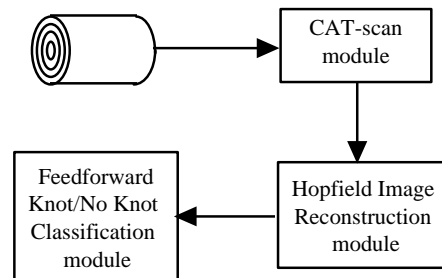 CAT-scan
module
Hopfield Image
Reconstruction
module
Feedforward
Knot/No Knot
Classification
module